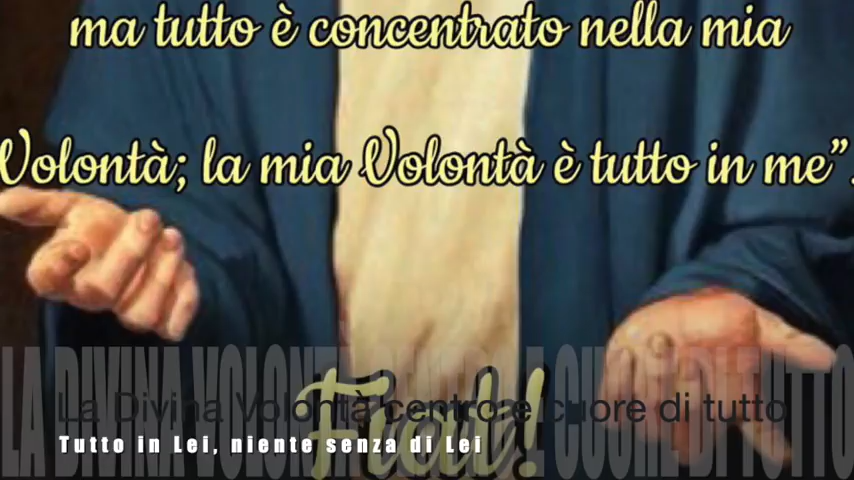 ma tutto è concentrato nella mia
Volontà; la mia Volontà è tutto in me”.
Fiat!
LA DIVINA VOLONTÀ CENTRO E CUORE DI TUTTO
La Divina Volontà centro e cuore di tutto
Tutto in Lei, niente senza di Lei